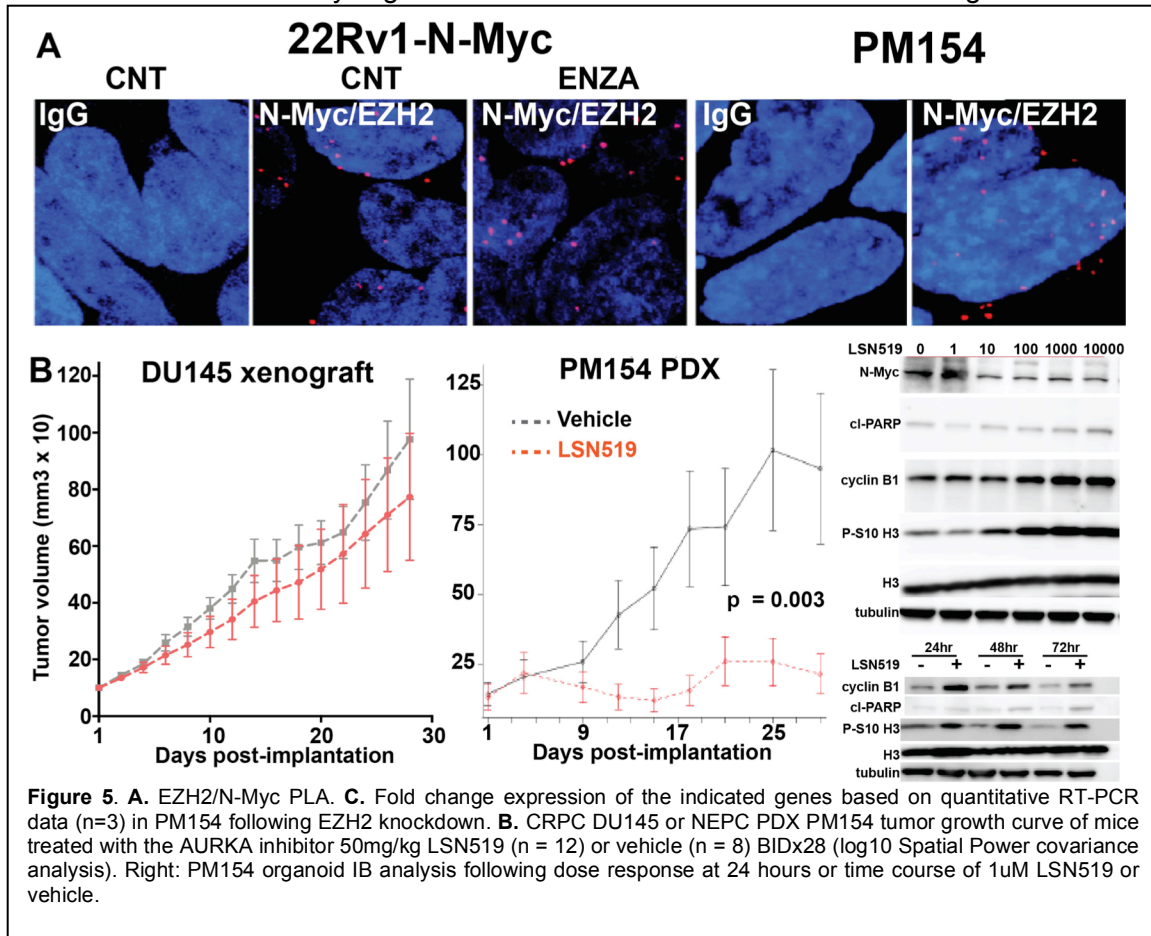 A
22Rv1-N-Myc
PM154
CNT
CNT
ENZA
IgG
N-Myc/EZH2
N-Myc/EZH2
IgG
N-Myc/EZH2
B
DU145 xenograft
Tumor volume (mm3 x 10)
120
100
80
60
40
20
0
1
10
20
30
Days post-implantation
PM154 PDX
125
100
75
50
25
Vehicle
LSN519
p = 0.003
1
9
17
25
Days post-implantation
LSN519 0 1 10 100 1000 10000
N-Myc
cl-PARP
cyclin B1
P-S10 H3
H3
tubulin
24hr 48hr 72hr
LSN519 - + - + - +
cyclin B1
cl-PARP
P-S10 H3
H3
tubulin
Figure 5. A. EZH2/N-Myc PLA. C. Fold change expression of the indicated genes based on quantitative RT-PCR
data (n=3) in PM154 following EZH2 knockdown. B. CRPC DU145 or NEPC PDX PM154 tumor growth curve of mice
treated with the AURKA inhibitor 50mg/kg LSN519 (n = 12) or vehicle (n = 8) BIDx28 (log10 Spatial Power covariance
analysis). Right: PM154 organoid IB analysis following dose response at 24 hours or time course of 1uM LSN519 or
vehicle.